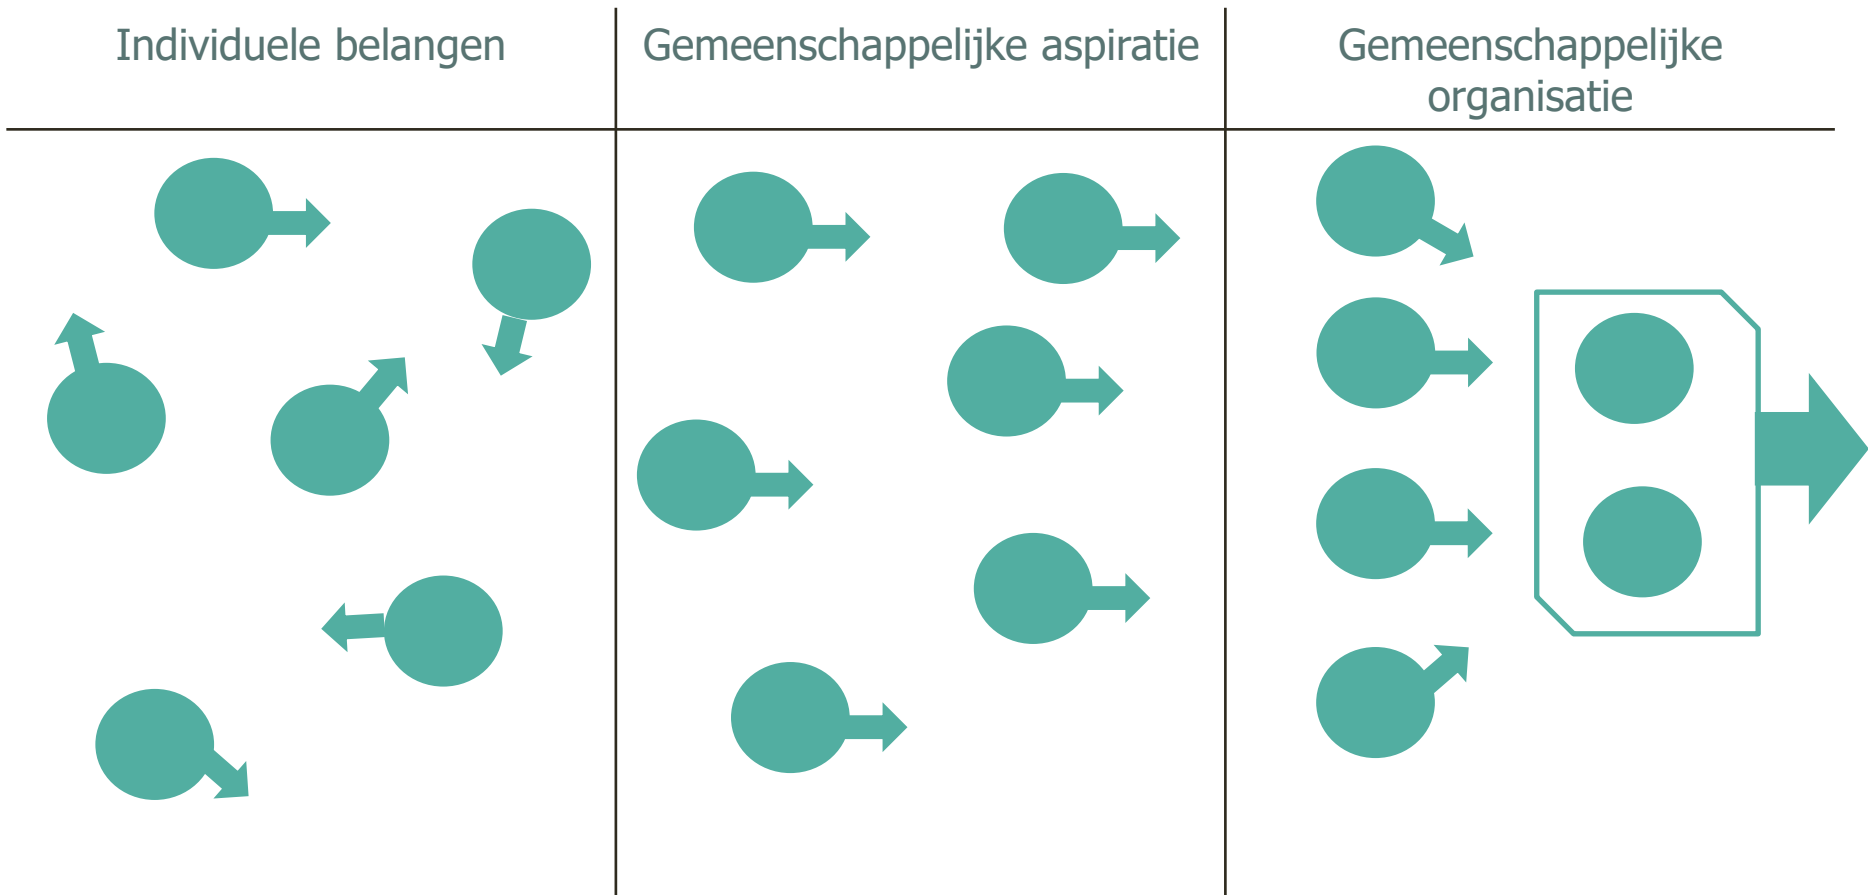 Individuele belangen
Gemeenschappelijke aspiratie
Gemeenschappelijke
organisatie